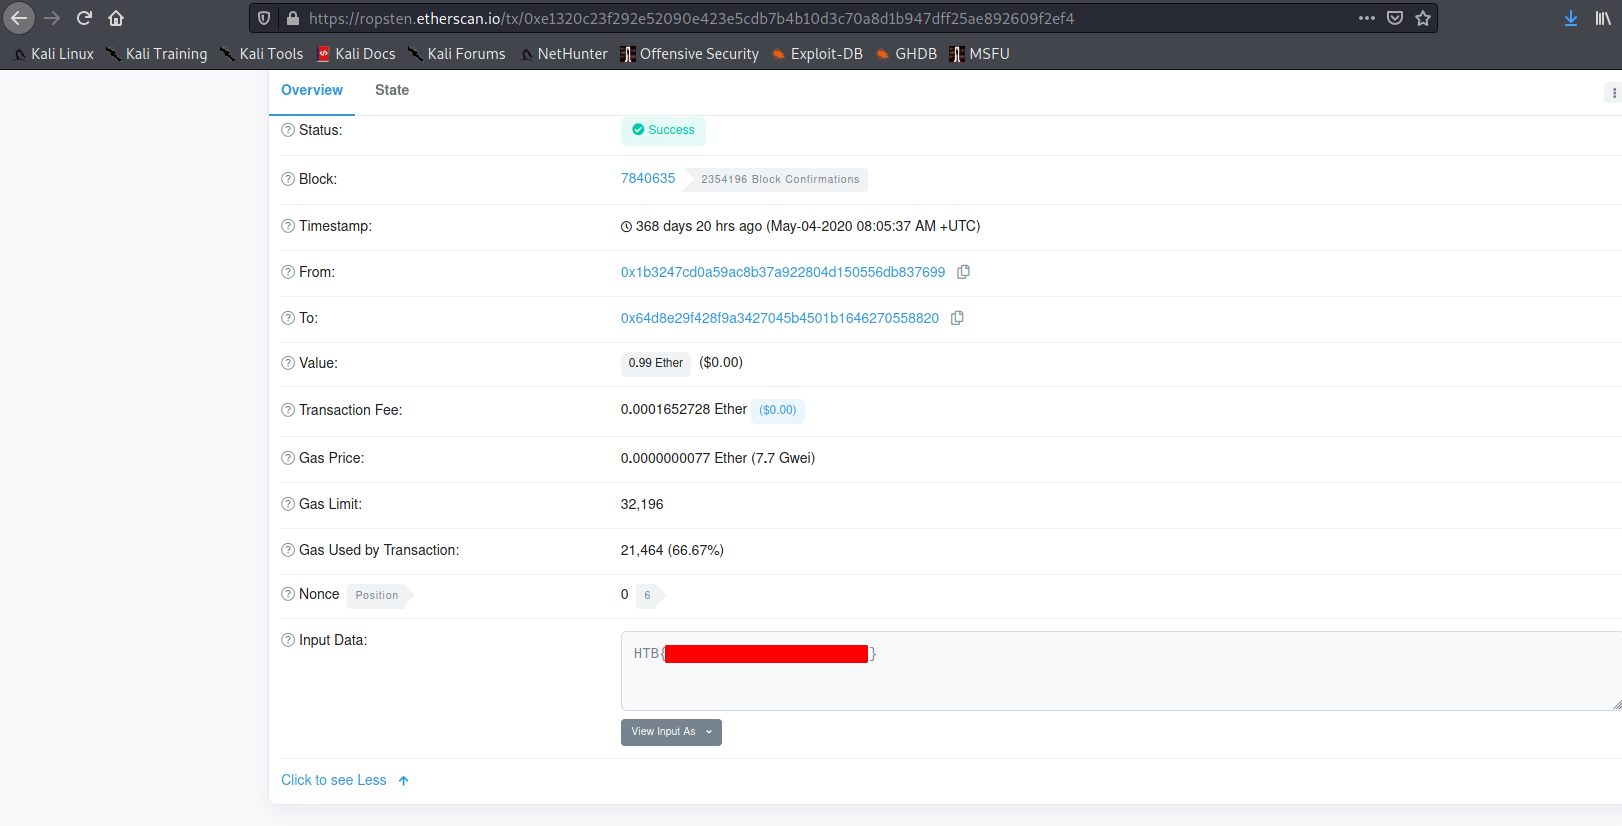 https://ropsten.etherscan.io/tx/0xe1320c23f292e52090e423e5cdb7b4b10d3c70a8d1b947dff25ae892609f2ef4
Kali Linux Kali Training Kali Tools Kali Docs Kali Forums NetHunter Offensive Security Exploit-DB GHDB MSFU
Overview State
Status: Success
Block: 7840635 2354196 Block Confirmations
Timestamp: 368 days 20 hrs ago (May-04-2020 08:05:37 AM +UTC)
From: 0x1b3247cd0a59ac8b37a922804d150556db837699
To: 0x64d8e29f428f9a3427045b4501b1646270558820
Value: 0.99 Ether ($0.00)
Transaction Fee: 0.0001652728 Ether ($0.00)
Gas Price: 0.0000000077 Ether (7.7 Gwei)
Gas Limit: 32,196
Gas Used by Transaction: 21,464 (66.67%)
Nonce Position 0 6
Input Data: HTB{ }
View Input As
Click to see Less